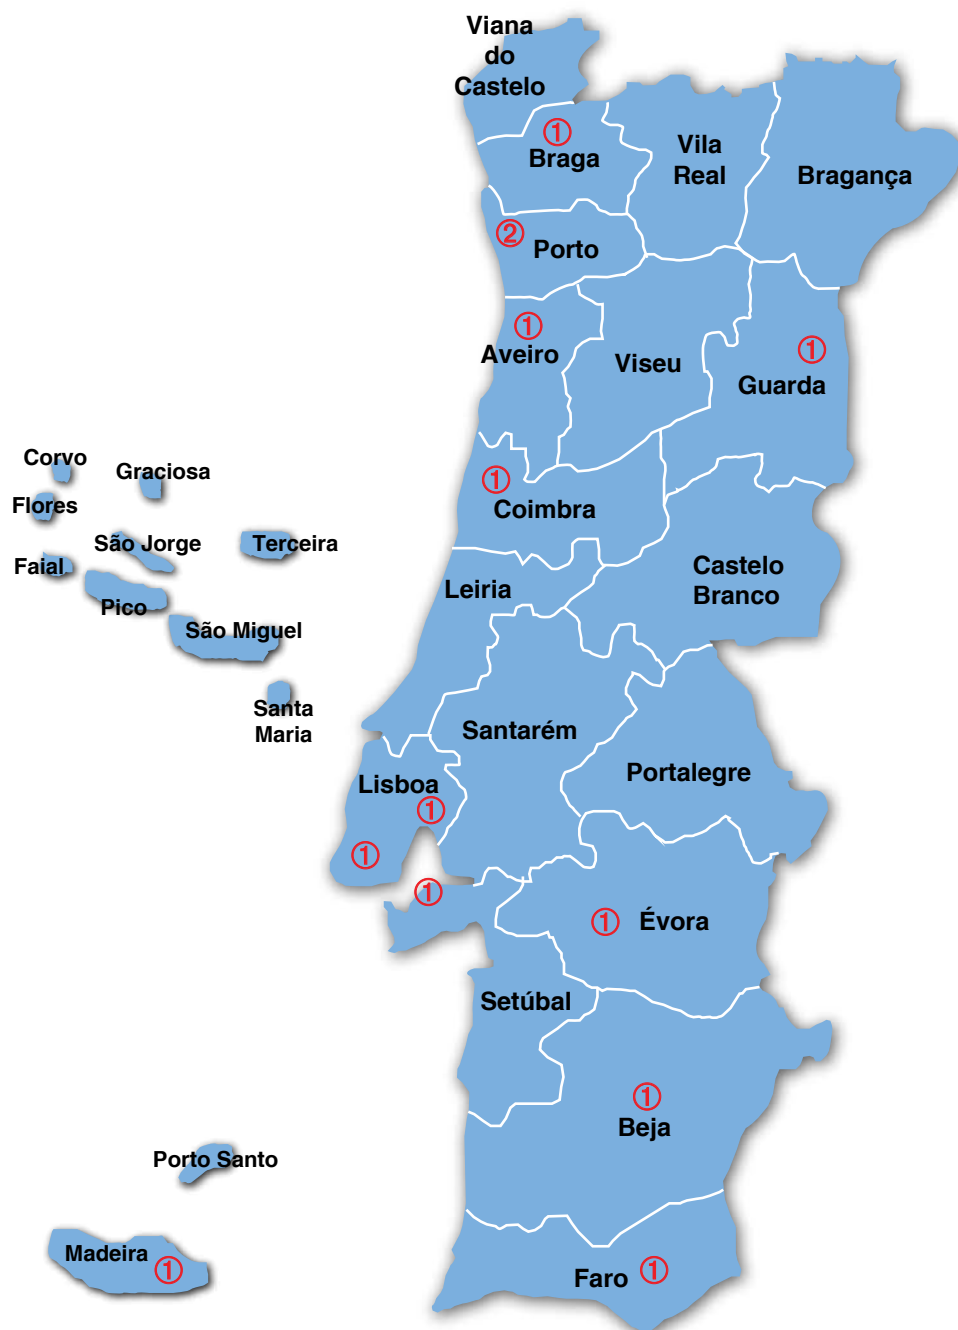 Viana
do
Castelo
①
Braga
Vila
Real
Bragança
②
Porto
①
Aveiro
Viseu
①
Guarda
Corvo
Graciosa
Flores
①
Coimbra
São Jorge
Terceira
Faial
Pico
Leiria
Castelo
Branco
São Miguel
Santa
Maria
Santarém
Portalegre
Lisboa
①
①
①
①
Évora
Setúbal
①
Beja
Porto Santo
Madeira
①
Faro
①